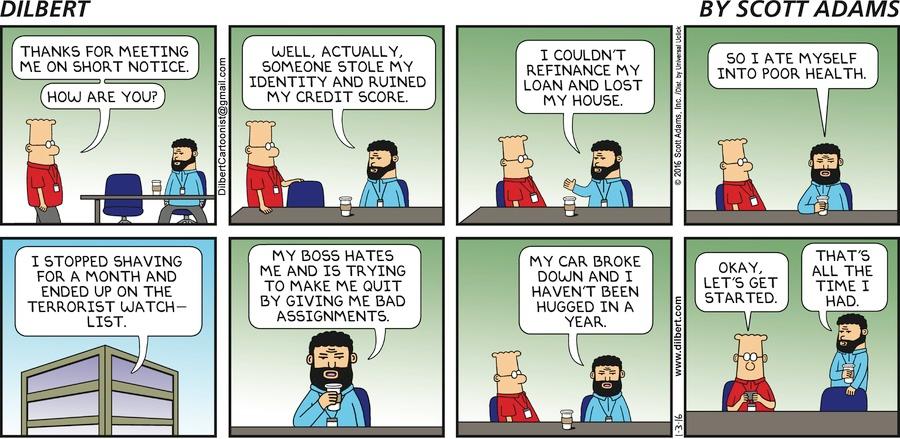 DILBERT
BY SCOTT ADAMS
THANKS FOR MEETING
ME ON SHORT NOTICE.
HOW ARE YOU?
DilbertCartoonist@gmail.com
WELL, ACTUALLY,
SOMEONE STOLE MY
IDENTITY AND RUINED
MY CREDIT SCORE.
I COULDN'T
REFINANCE MY
LOAN AND LOST
MY HOUSE.
© 2016 Scott Adams, Inc. /Dist. by Universal Uclick
SO I ATE MYSELF
INTO POOR HEALTH.
I STOPPED SHAVING
FOR A MONTH AND
ENDED UP ON THE
TERRORIST WATCH-
LIST.
MY BOSS HATES
ME AND IS TRYING
TO MAKE ME QUIT
BY GIVING ME BAD
ASSIGNMENTS.
MY CAR BROKE
DOWN AND I
HAVEN'T BEEN
HUGGED IN A
YEAR.
www.dilbert.com
1-3-16
OKAY,
LET'S GET
STARTED.
THAT'S
ALL THE
TIME I
HAD.